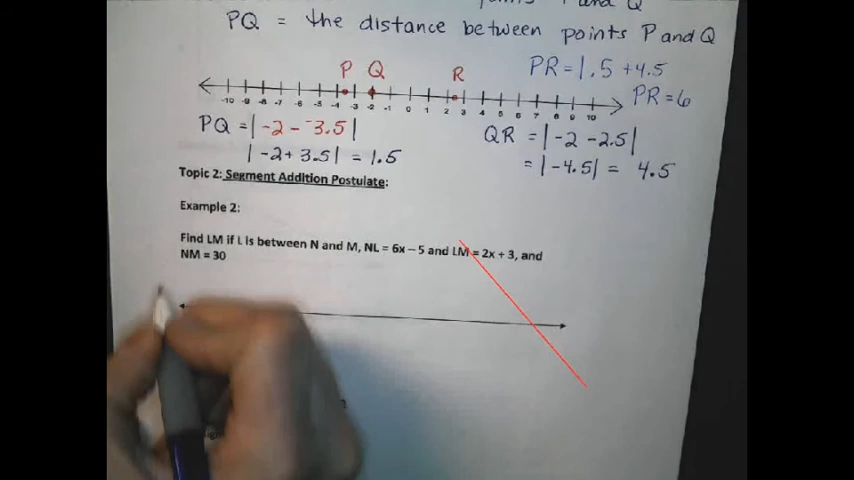 points P and Q
PQ = the distance between points P and Q
P Q R
-10 -9 -8 -7 -6 -5 -4 -3 -2 -1 0 1 2 3 4 5 6 7 8 9 10
PR = |1.5 + 4.5
PR = 6
PQ = |-2 - ⁻3.5|
|-2 + 3.5| = 1.5
QR = |-2 - 2.5|
= |-4.5| = 4.5
Topic 2: Segment Addition Postulate:
Example 2:
Find LM if L is between N and M, NL = 6x – 5 and LM = 2x + 3, and
NM = 30